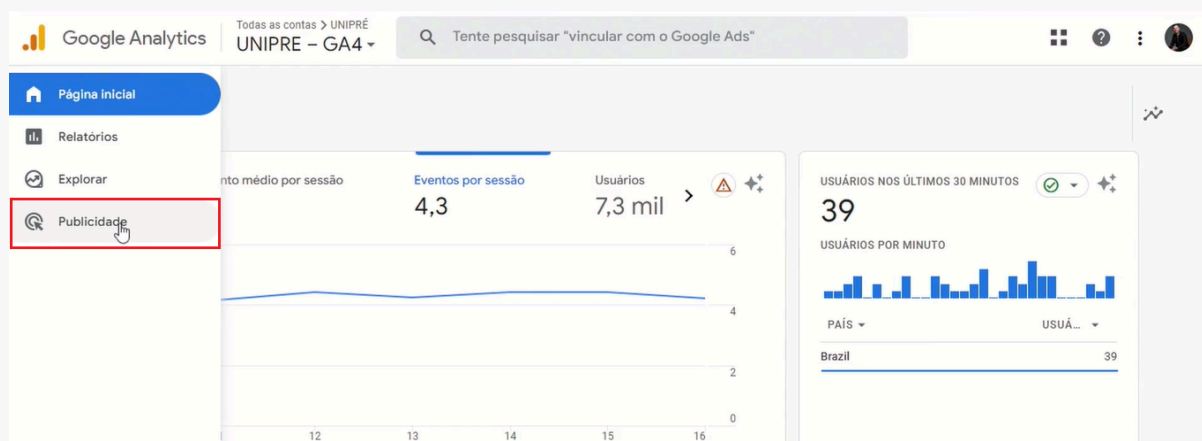 Google Analytics
Todas as contas > UNIPRÉ
UNIPRE – GA4
Tente pesquisar "vincular com o Google Ads"
Página inicial
Relatórios
Explorar
Publicidade
nto médio por sessão
Eventos por sessão
4,3
Usuários
7,3 mil
6
4
2
0
12
13
14
15
16
USUÁRIOS NOS ÚLTIMOS 30 MINUTOS
39
USUÁRIOS POR MINUTO
PAÍS
USUÁ...
Brazil
39